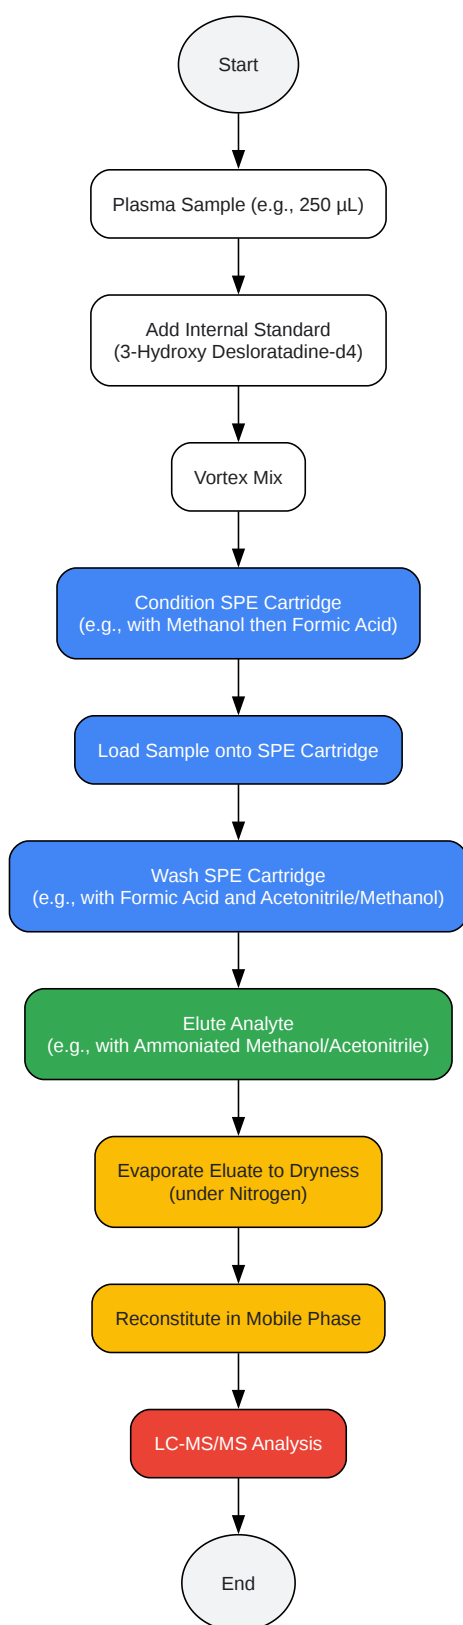 Start
Plasma Sample (e.g., 250 µL)
Add Internal Standard
(3-Hydroxy Desloratadine-d4)
Vortex Mix
Condition SPE Cartridge
(e.g., with Methanol then Formic Acid)
Load Sample onto SPE Cartridge
Wash SPE Cartridge
(e.g., with Formic Acid and Acetonitrile/Methanol)
Elute Analyte
(e.g., with Ammoniated Methanol/Acetonitrile)
Evaporate Eluate to Dryness
(under Nitrogen)
Reconstitute in Mobile Phase
LC-MS/MS Analysis
End